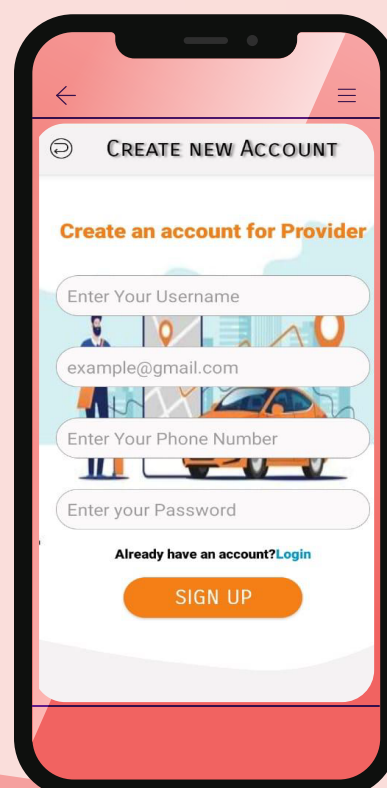 CREATE NEW ACCOUNT
Create an account for Provider
Enter Your Username
example@gmail.com
Enter Your Phone Number
Enter your Password
Already have an account?Login
SIGN UP